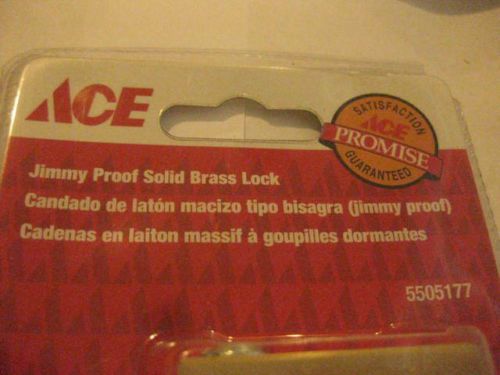 ACE
SATISFACTION
ACE
PROMISE
GUARANTEED
Jimmy Proof Solid Brass Lock
Candado de latón macizo tipo bisagra (jimmy proof)
Cadenas en laiton massif à goupilles dormantes
5505177